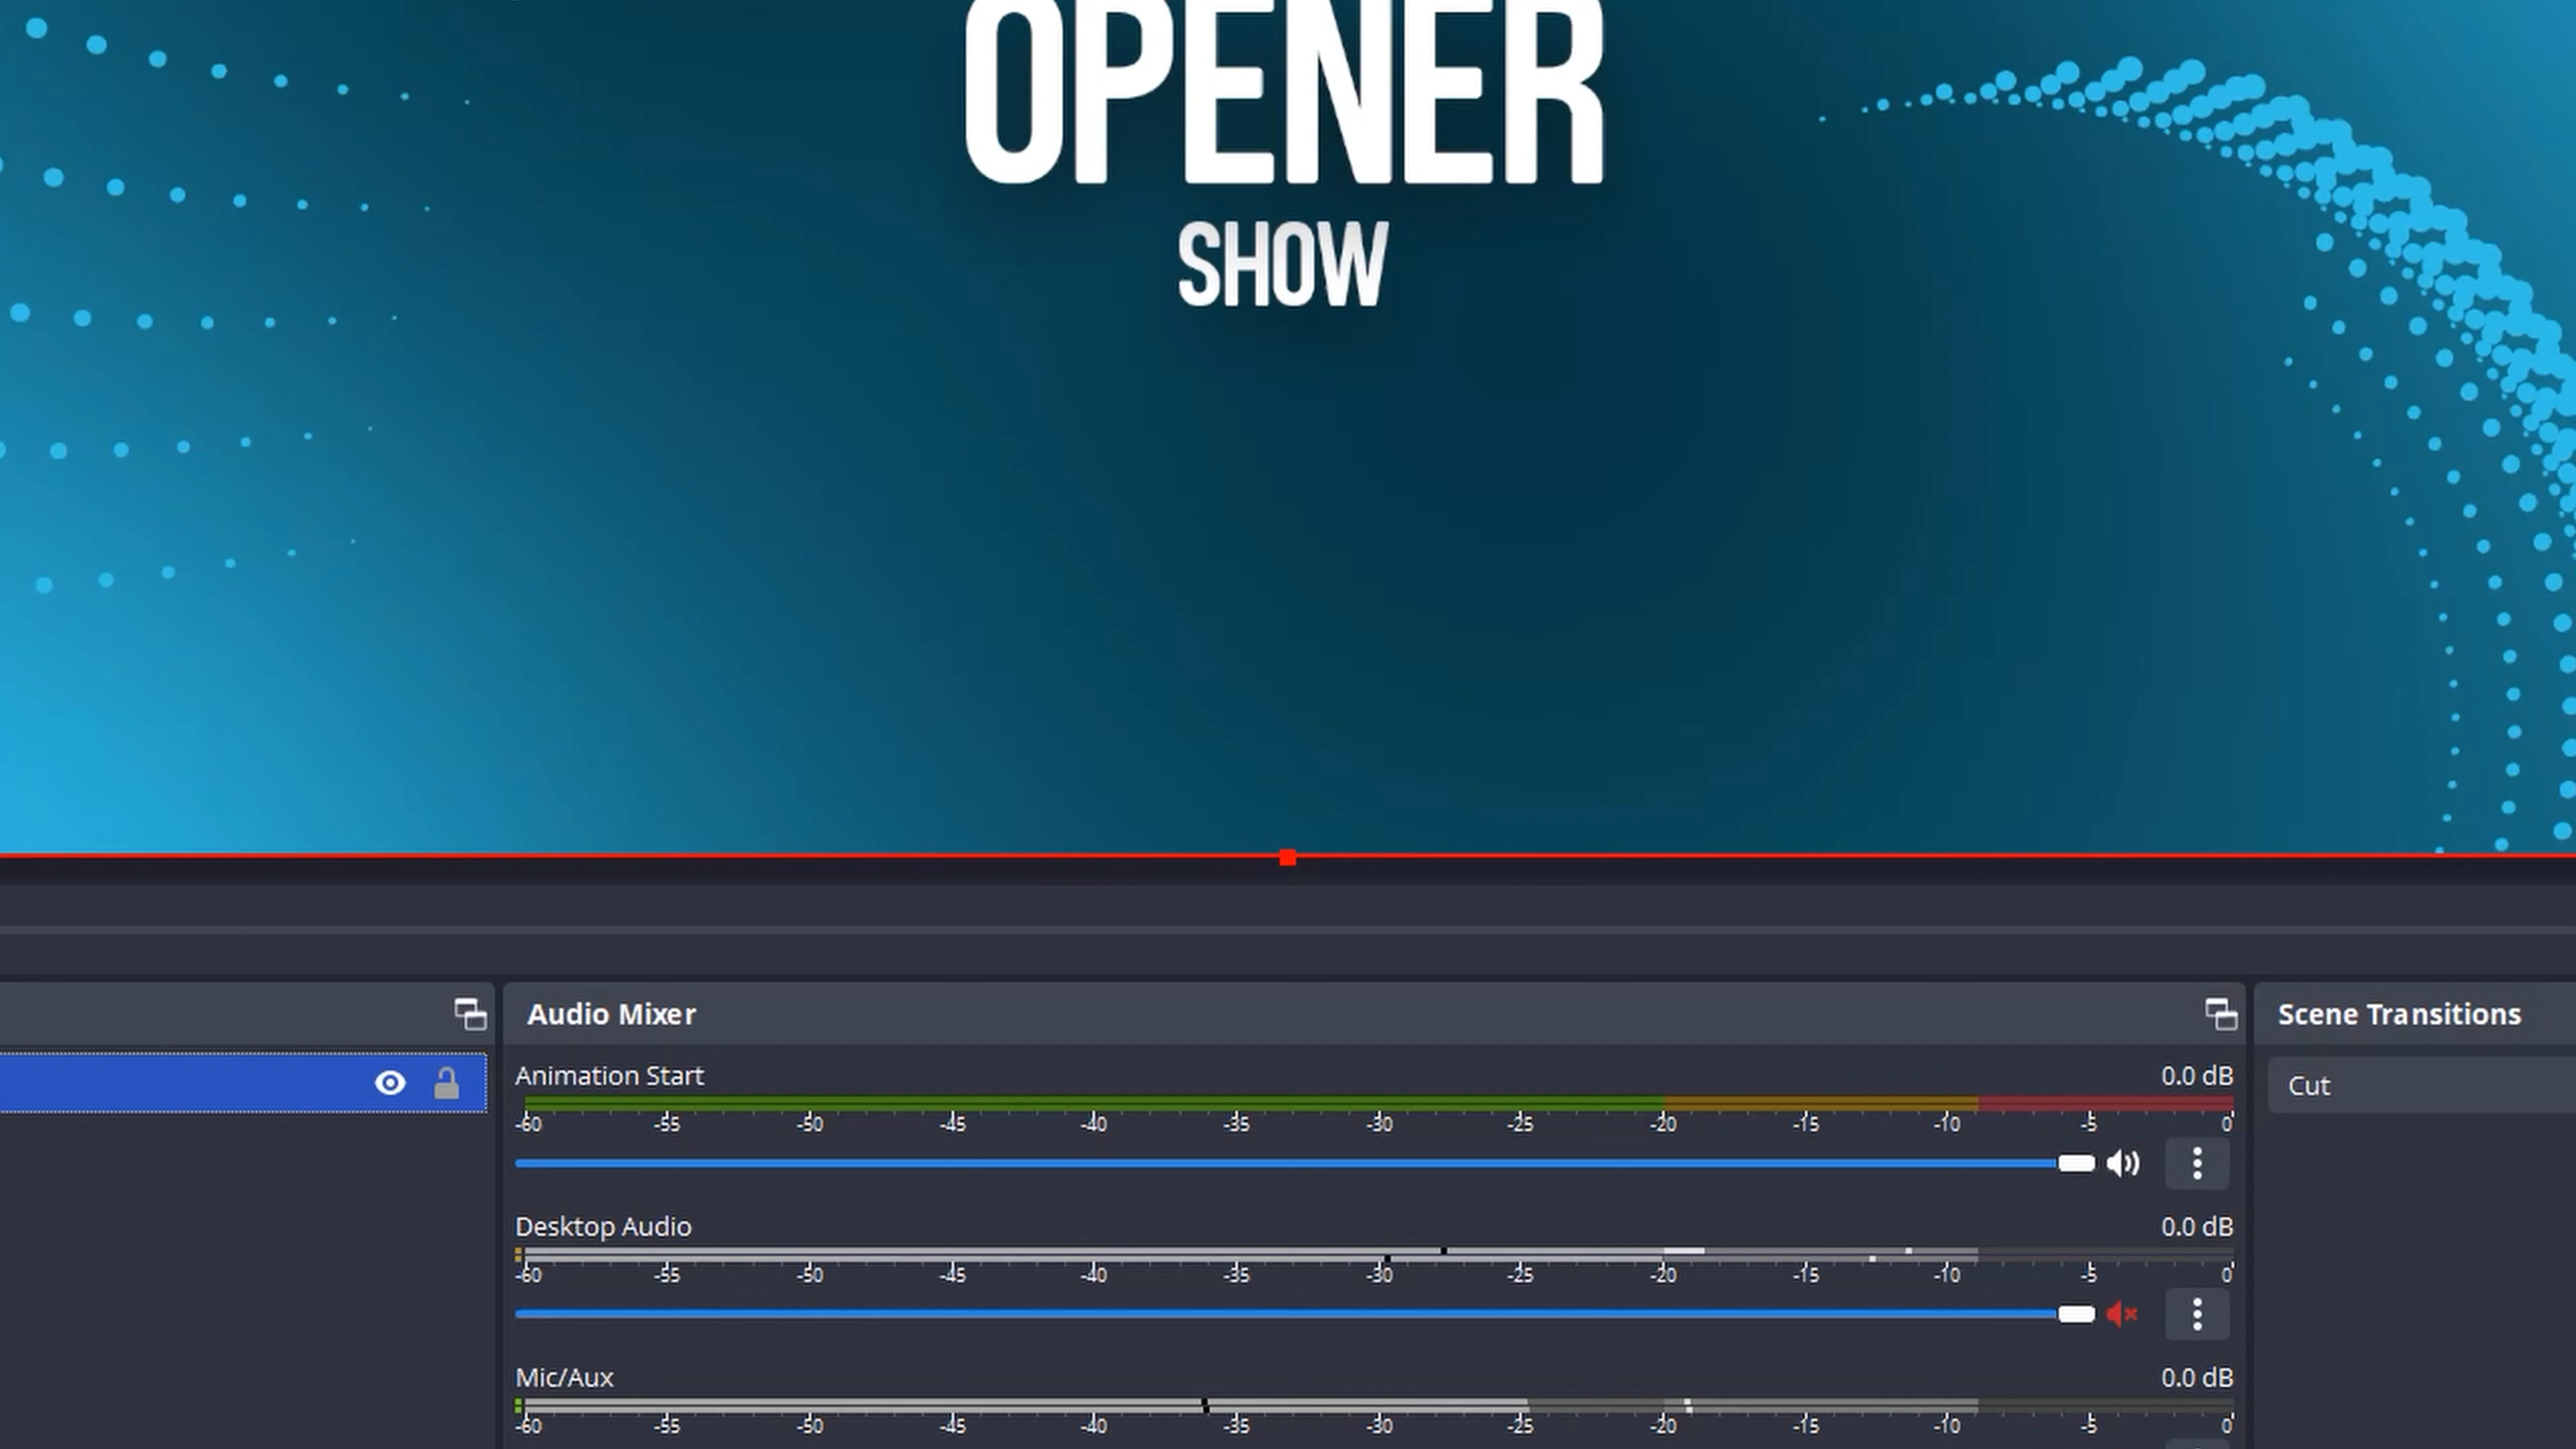 OPENER
SHOW
Audio Mixer
Scene Transitions
Animation Start 0.0 dB
Cut
-60 -55 -50 -45 -40 -35 -30 -25 -20 -15 -10 -5 0
Desktop Audio 0.0 dB
-60 -55 -50 -45 -40 -35 -30 -25 -20 -15 -10 -5 0
Mic/Aux 0.0 dB
-60 -55 -50 -45 -40 -35 -30 -25 -20 -15 -10 -5 0